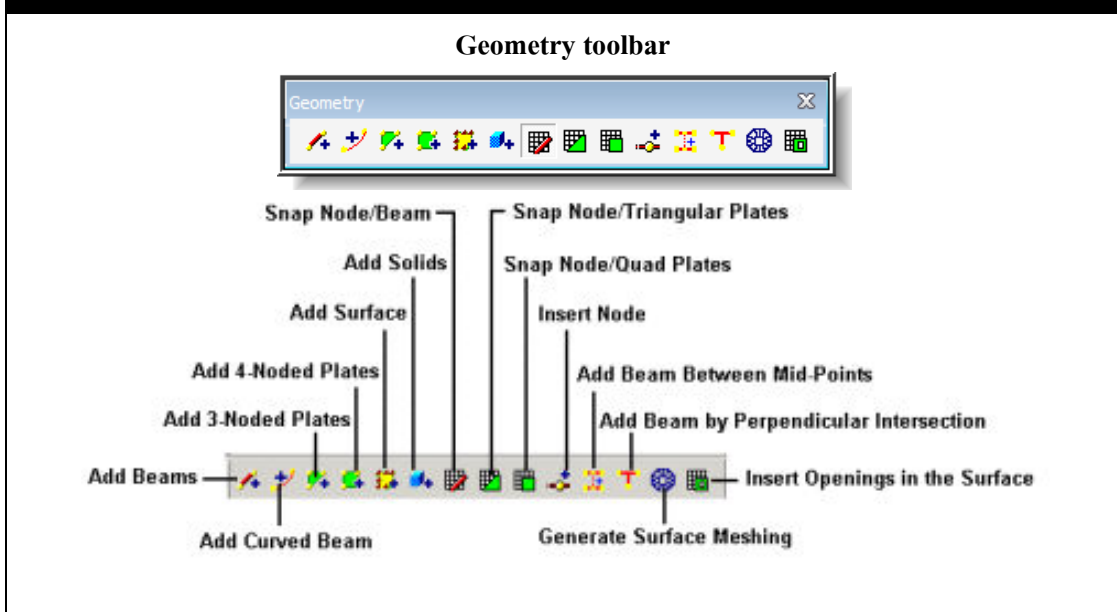 Geometry toolbar
Geometry
Snap Node/Beam
Snap Node/Triangular Plates
Add Solids
Snap Node/Quad Plates
Add Surface
Insert Node
Add 4-Noded Plates
Add Beam Between Mid-Points
Add 3-Noded Plates
Add Beam by Perpendicular Intersection
Add Beams
Insert Openings in the Surface
Add Curved Beam
Generate Surface Meshing